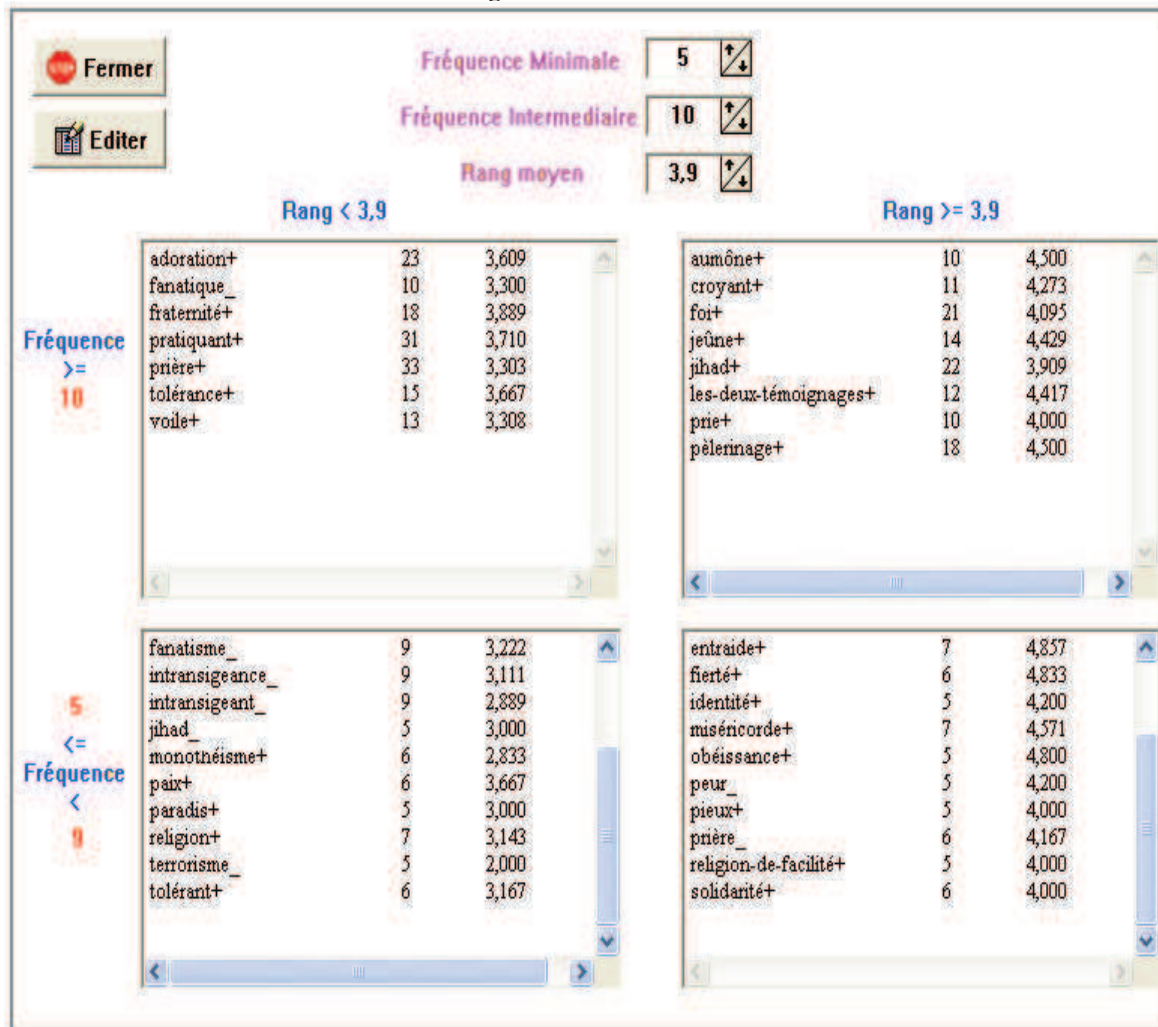 Fermer
Editer
Fréquence Minimale 5
Fréquence Intermediaire 10
Rang moyen 3,9
Rang < 3,9
Rang >= 3,9
Fréquence
>=
10
adoration+ 23 3,609
fanatique_ 10 3,300
fraternité+ 18 3,889
pratiquant+ 31 3,710
prière+ 33 3,303
tolérance+ 15 3,667
voile+ 13 3,308
aumône+ 10 4,500
croyant+ 11 4,273
foi+ 21 4,095
jeûne+ 14 4,429
jihad+ 22 3,909
les-deux-témoignages+ 12 4,417
prie+ 10 4,000
pèlerinage+ 18 4,500
5
<=
Fréquence
<
9
fanatisme_ 9 3,222
intransigeance_ 9 3,111
intransigeant_ 9 2,889
jihad_ 5 3,000
monothéisme+ 6 2,833
paix+ 6 3,667
paradis+ 5 3,000
religion+ 7 3,143
terrorisme_ 5 2,000
tolérant+ 6 3,167
entraide+ 7 4,857
fierté+ 6 4,833
identité+ 5 4,200
miséricorde+ 7 4,571
obéissance+ 5 4,800
peur_ 5 4,200
pieux+ 5 4,000
prière_ 6 4,167
religion-de-facilité+ 5 4,000
solidarité+ 6 4,000